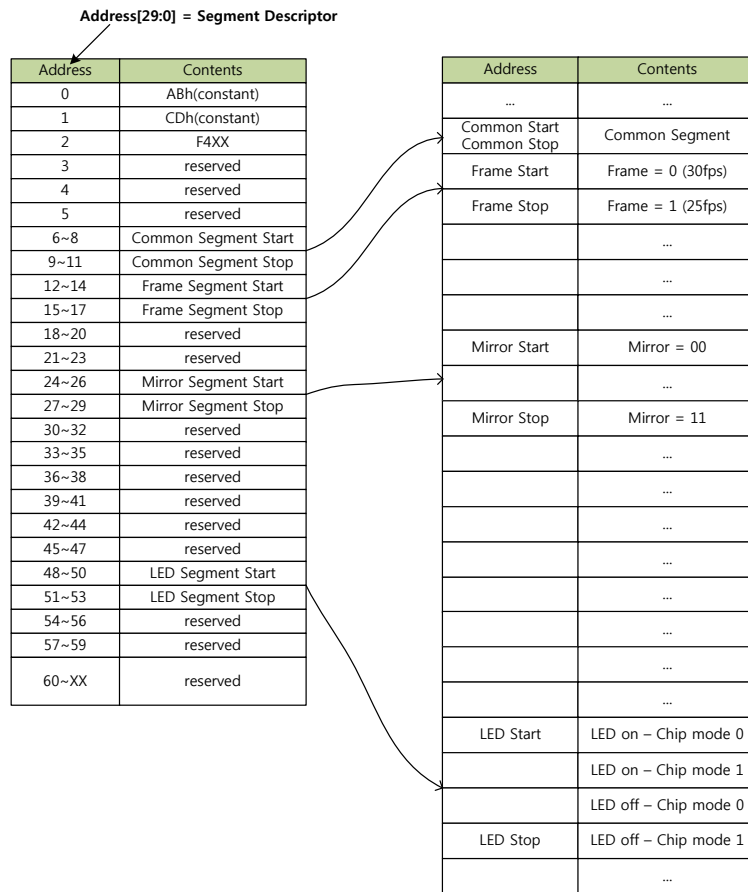 Address[29:0] = Segment Descriptor
Address Contents
0 ABh(constant)
1 CDh(constant)
2 F4XX
3 reserved
4 reserved
5 reserved
6~8 Common Segment Start
9~11 Common Segment Stop
12~14 Frame Segment Start
15~17 Frame Segment Stop
18~20 reserved
21~23 reserved
24~26 Mirror Segment Start
27~29 Mirror Segment Stop
30~32 reserved
33~35 reserved
36~38 reserved
39~41 reserved
42~44 reserved
45~47 reserved
48~50 LED Segment Start
51~53 LED Segment Stop
54~56 reserved
57~59 reserved
60~XX reserved
Address Contents
... ...
Common Start
Common Stop
Common Segment
Frame Start Frame = 0 (30fps)
Frame Stop Frame = 1 (25fps)
...
...
...
Mirror Start Mirror = 00
...
Mirror Stop Mirror = 11
...
...
...
...
...
...
...
...
LED Start LED on – Chip mode 0
LED on – Chip mode 1
LED off – Chip mode 0
LED Stop LED off – Chip mode 1
...